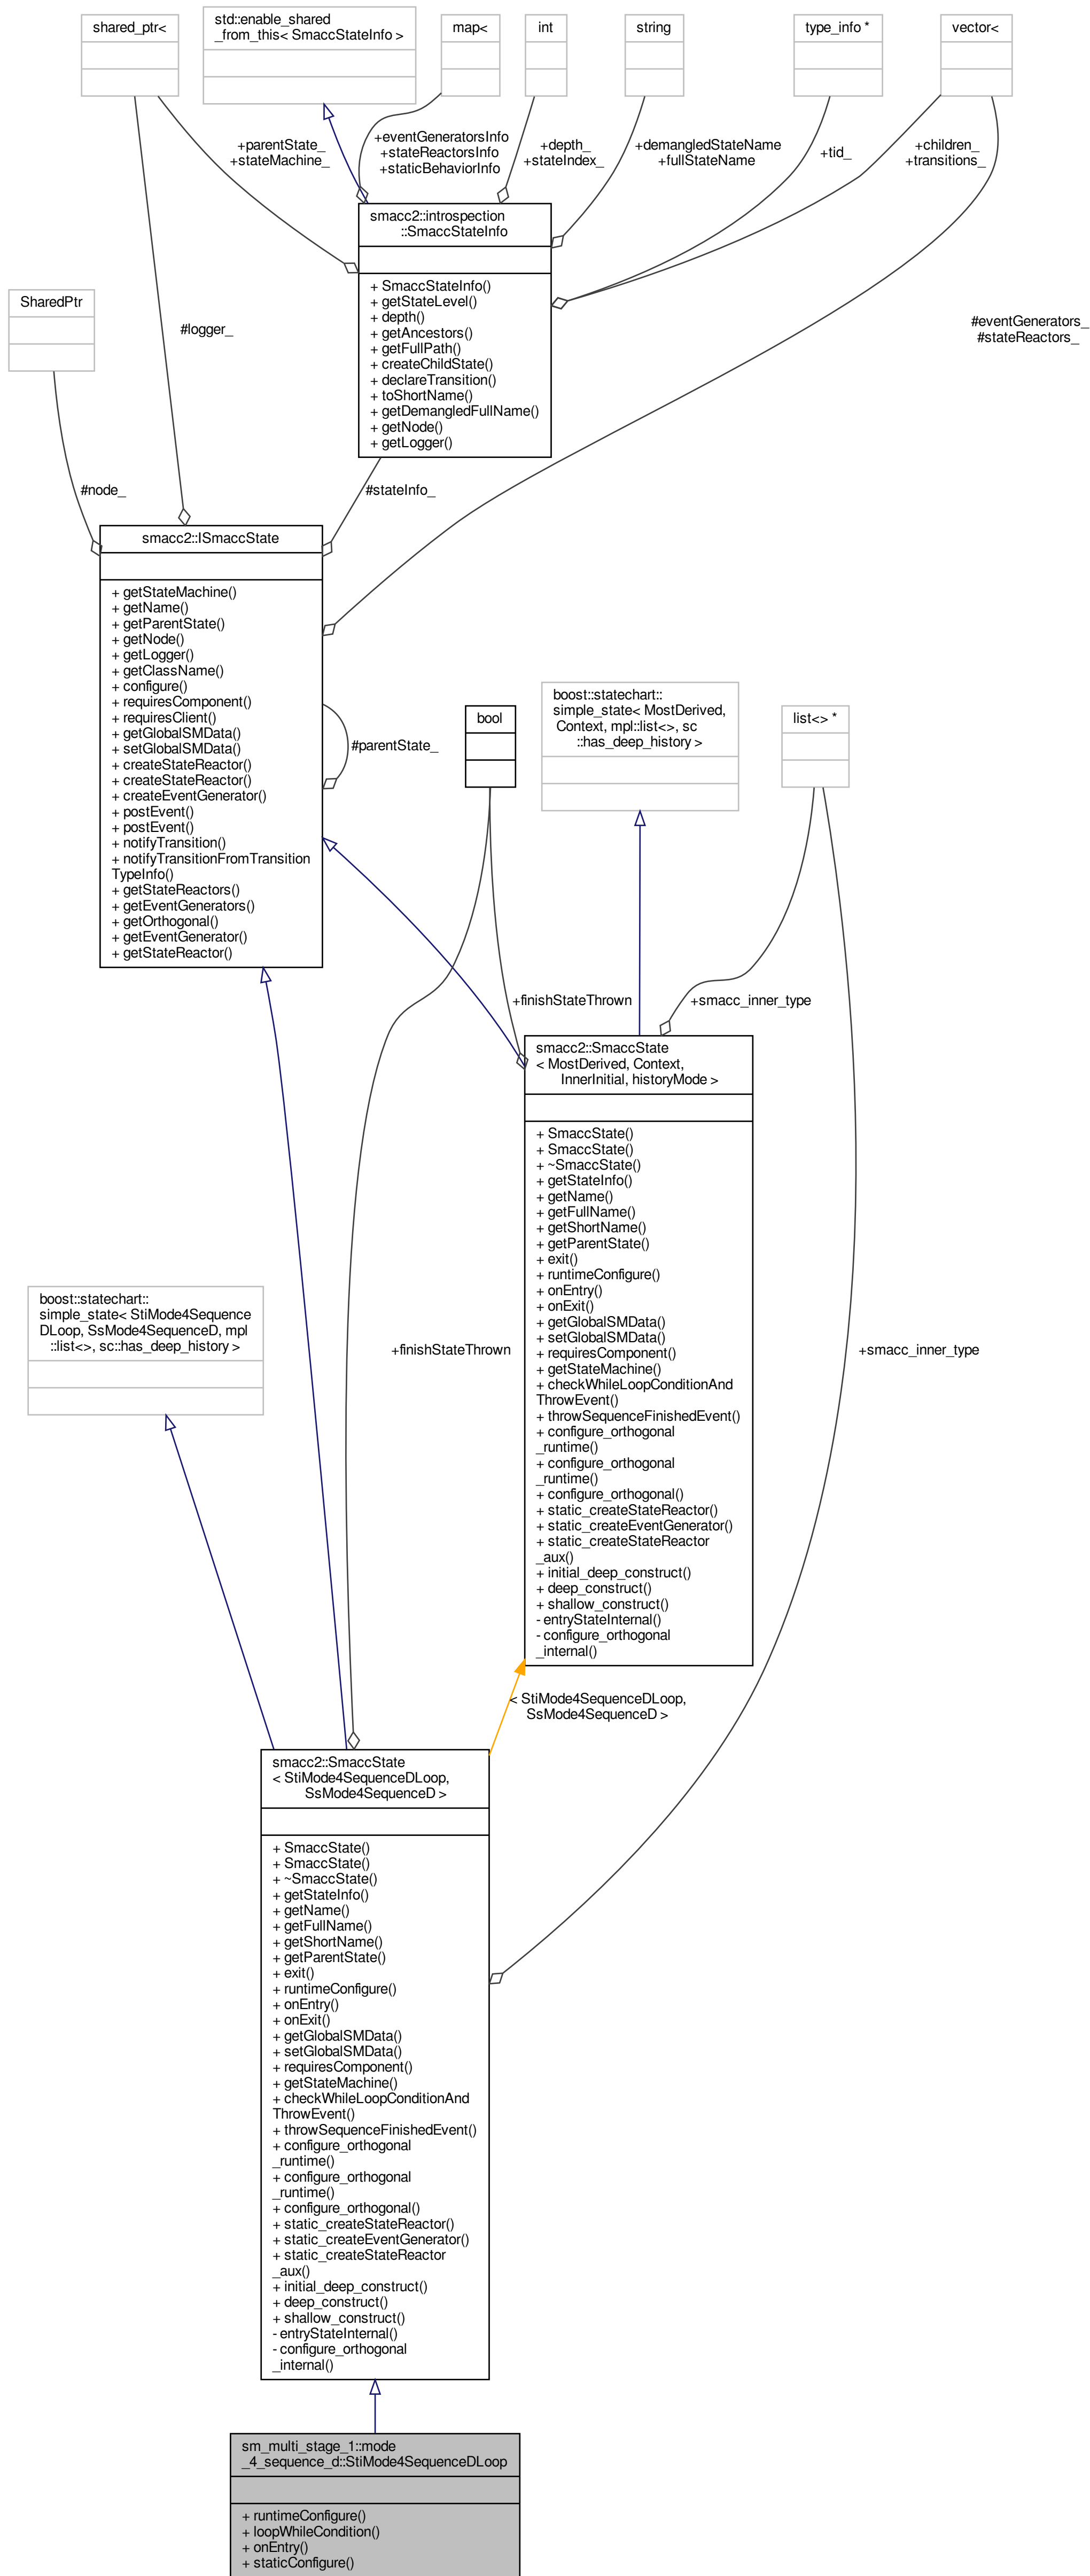 shared_ptr<
std::enable_shared
_from_this< SmaccStateInfo >
map<
int
string
type_info *
vector<
+parentState_
+stateMachine_
+eventGeneratorsInfo
+stateReactorsInfo
+staticBehaviorInfo
+depth_
+stateIndex_
+demangledStateName
+fullStateName
+tid_
+children_
+transitions_
smacc2::introspection
::SmaccStateInfo
+ SmaccStateInfo()
+ getStateLevel()
+ depth()
+ getAncestors()
+ getFullPath()
+ createChildState()
+ declareTransition()
+ toShortName()
+ getDemangledFullName()
+ getNode()
+ getLogger()
SharedPtr
#logger_
#eventGenerators_
#stateReactors_
#node_
#stateInfo_
smacc2::ISmaccState
+ getStateMachine()
+ getName()
+ getParentState()
+ getNode()
+ getLogger()
+ getClassName()
+ configure()
+ requiresComponent()
+ requiresClient()
+ getGlobalSMData()
+ setGlobalSMData()
+ createStateReactor()
+ createStateReactor()
+ createEventGenerator()
+ postEvent()
+ postEvent()
+ notifyTransition()
+ notifyTransitionFromTransition
TypeInfo()
+ getStateReactors()
+ getEventGenerators()
+ getOrthogonal()
+ getEventGenerator()
+ getStateReactor()
#parentState_
bool
boost::statechart::
simple_state< MostDerived,
Context, mpl::list<>, sc
::has_deep_history >
list<> *
+finishStateThrown
+smacc_inner_type
smacc2::SmaccState
< MostDerived, Context,
InnerInitial, historyMode >
+ SmaccState()
+ SmaccState()
+ ~SmaccState()
+ getStateInfo()
+ getName()
+ getFullName()
+ getShortName()
+ getParentState()
+ exit()
+ runtimeConfigure()
+ onEntry()
+ onExit()
+ getGlobalSMData()
+ setGlobalSMData()
+ requiresComponent()
+ getStateMachine()
+ checkWhileLoopConditionAnd
ThrowEvent()
+ throwSequenceFinishedEvent()
+ configure_orthogonal
_runtime()
+ configure_orthogonal
_runtime()
+ configure_orthogonal()
+ static_createStateReactor()
+ static_createEventGenerator()
+ static_createStateReactor
_aux()
+ initial_deep_construct()
+ deep_construct()
+ shallow_construct()
- entryStateInternal()
- configure_orthogonal
_internal()
boost::statechart::
simple_state< StiMode4Sequence
DLoop, SsMode4SequenceD, mpl
::list<>, sc::has_deep_history >
+finishStateThrown
+smacc_inner_type
< StiMode4SequenceDLoop,
SsMode4SequenceD >
smacc2::SmaccState
< StiMode4SequenceDLoop,
SsMode4SequenceD >
+ SmaccState()
+ SmaccState()
+ ~SmaccState()
+ getStateInfo()
+ getName()
+ getFullName()
+ getShortName()
+ getParentState()
+ exit()
+ runtimeConfigure()
+ onEntry()
+ onExit()
+ getGlobalSMData()
+ setGlobalSMData()
+ requiresComponent()
+ getStateMachine()
+ checkWhileLoopConditionAnd
ThrowEvent()
+ throwSequenceFinishedEvent()
+ configure_orthogonal
_runtime()
+ configure_orthogonal
_runtime()
+ configure_orthogonal()
+ static_createStateReactor()
+ static_createEventGenerator()
+ static_createStateReactor
_aux()
+ initial_deep_construct()
+ deep_construct()
+ shallow_construct()
- entryStateInternal()
- configure_orthogonal
_internal()
sm_multi_stage_1::mode
_4_sequence_d::StiMode4SequenceDLoop
+ runtimeConfigure()
+ loopWhileCondition()
+ onEntry()
+ staticConfigure()